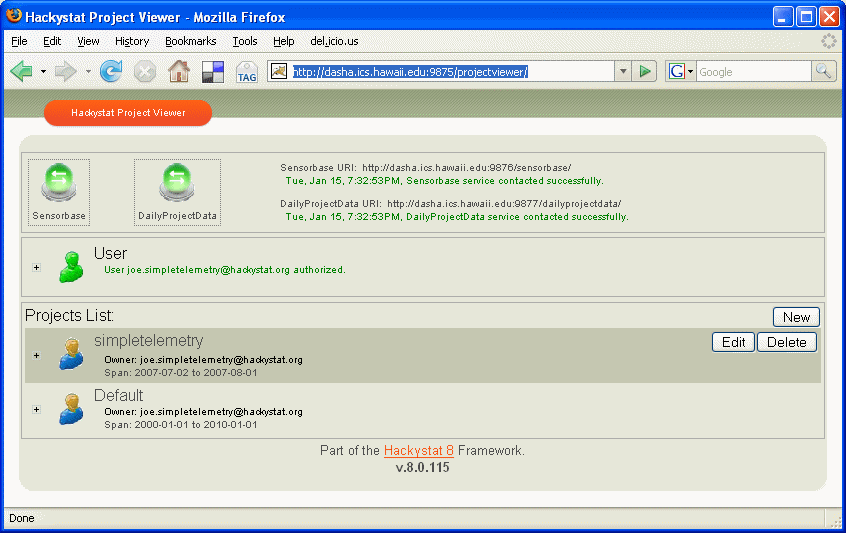 Hackystat Project Viewer - Mozilla Firefox
File Edit View History Bookmarks Tools Help del.icio.us
TAG http://dasha.ics.hawaii.edu:9875/projectviewer/ G Google
Hackystat Project Viewer
Sensorbase URI: http://dasha.ics.hawaii.edu:9876/sensorbase/
Tue, Jan 15, 7:32:53PM, Sensorbase service contacted successfully.
DailyProjectData URI: http://dasha.ics.hawaii.edu:9877/dailyprojectdata/
Sensorbase DailyProjectData Tue, Jan 15, 7:32:53PM, DailyProjectData service contacted successfully.
User
User joe.simpletelemetry@hackystat.org authorized.
Projects List: New
simpletelemetry Edit Delete
Owner: joe.simpletelemetry@hackystat.org
Span: 2007-07-02 to 2007-08-01
Default
Owner: joe.simpletelemetry@hackystat.org
Span: 2000-01-01 to 2010-01-01
Part of the Hackystat 8 Framework.
v.8.0.115
Done